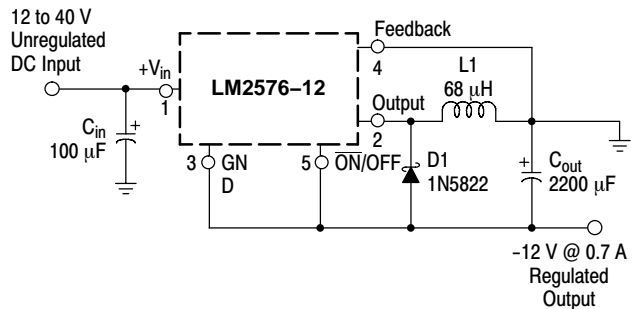 12 to 40 V
Unregulated
DC Input
+Vin
1
Cin
100 μF
+
LM2576–12
Feedback
4
Output
2
L1
68 μH
3
GN
D
5
ON/OFF
D1
1N5822
+
Cout
2200 μF
–12 V @ 0.7 A
Regulated
Output